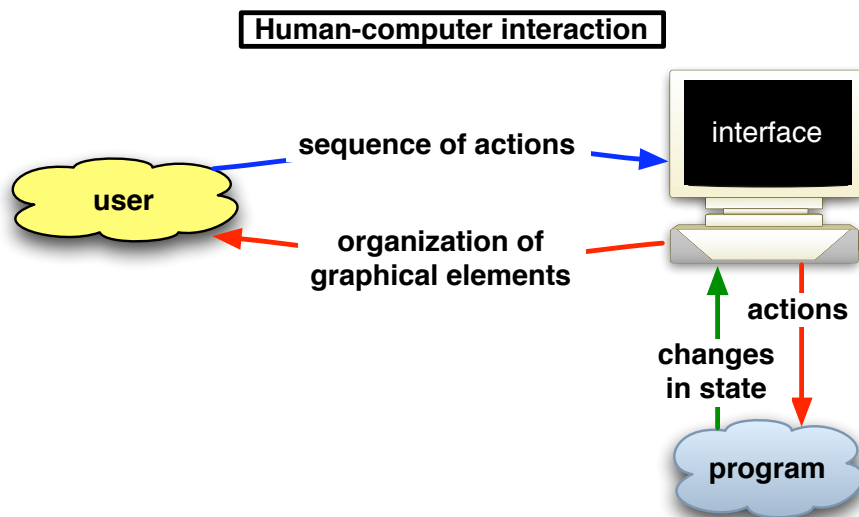 Human-computer interaction
interface
sequence of actions
user
organization of
graphical elements
actions
changes
in state
program